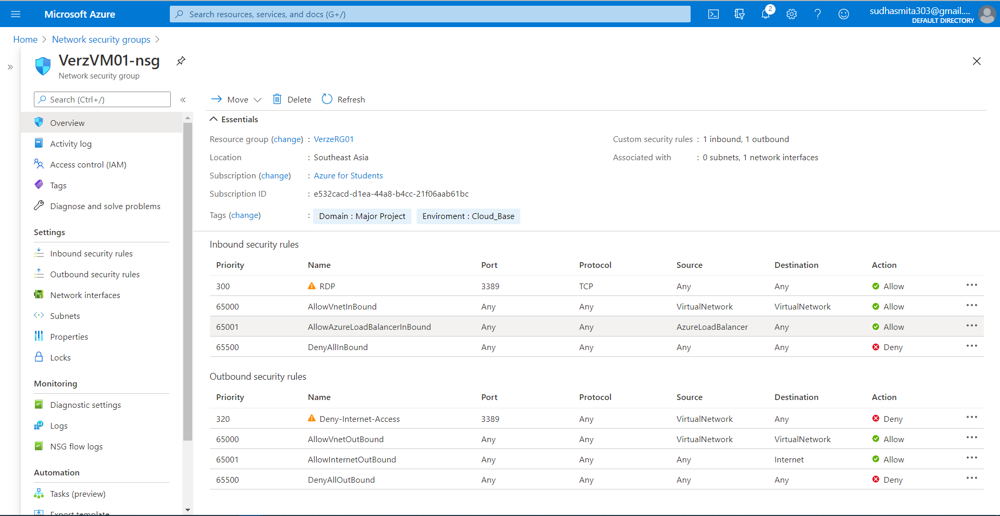 Microsoft Azure
Search resources, services, and docs (G+/)
2
sudhasmita303@gmail....
DEFAULT DIRECTORY
Home > Network security groups >
VerzVM01-nsg
Network security group
Search (Ctrl+/)
Overview
Activity log
Access control (IAM)
Tags
Diagnose and solve problems
Settings
Inbound security rules
Outbound security rules
Network interfaces
Subnets
Properties
Locks
Monitoring
Diagnostic settings
Logs
NSG flow logs
Automation
Tasks (preview)
Export template
Move Delete Refresh
Essentials
Resource group (change) : VerzeRG01
Location : Southeast Asia
Subscription (change) : Azure for Students
Subscription ID : e532cacd-d1ea-44a8-b4cc-21f06aab61bc
Tags (change) : Domain : Major Project Enviroment : Cloud_Base
Custom security rules : 1 inbound, 1 outbound
Associated with : 0 subnets, 1 network interfaces
Inbound security rules
Priority Name Port Protocol Source Destination Action
300 RDP 3389 TCP Any Any Allow
65000 AllowVnetInBound Any Any VirtualNetwork VirtualNetwork Allow
65001 AllowAzureLoadBalancerInBound Any Any AzureLoadBalancer Any Allow
65500 DenyAllInBound Any Any Any Any Deny
Outbound security rules
Priority Name Port Protocol Source Destination Action
320 Deny-Internet-Access 3389 Any VirtualNetwork Any Deny
65000 AllowVnetOutBound Any Any VirtualNetwork VirtualNetwork Allow
65001 AllowInternetOutBound Any Any Any Internet Allow
65500 DenyAllOutBound Any Any Any Any Deny